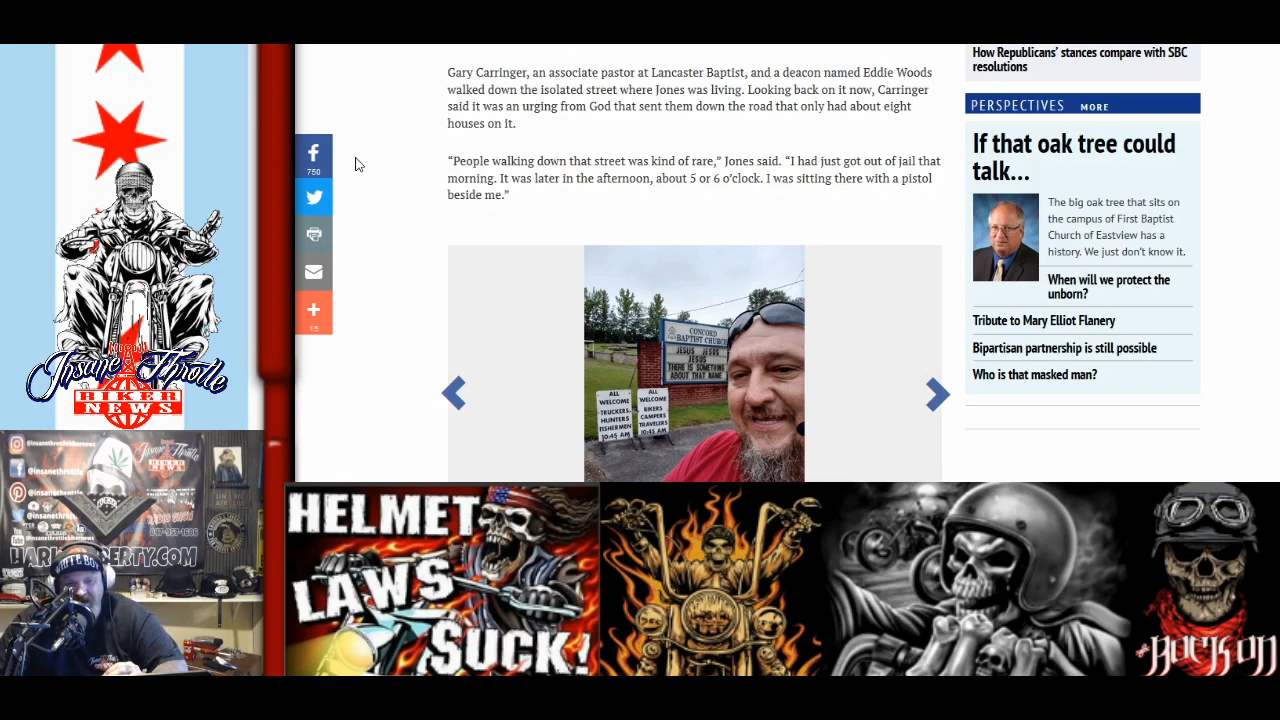 Gary Carringer, an associate pastor at Lancaster Baptist, and a deacon named Eddie Woods
walked down the isolated street where Jones was living. Looking back on it now, Carringer
said it was an urging from God that sent them down the road that only had about eight
houses on it.
“People walking down that street was kind of rare,” Jones said. “I had just got out of jail that
morning. It was later in the afternoon, about 5 or 6 o’clock. I was sitting there with a pistol
beside me.”
How Republicans’ stances compare with SBC
resolutions
PERSPECTIVES MORE
If that oak tree could
talk…
The big oak tree that sits on
the campus of First Baptist
Church of Eastview has a
history. We just don’t know it.
When will we protect the
unborn?
Tribute to Mary Elliot Flanery
Bipartisan partnership is still possible
Who is that masked man?
750
15
CONCORD
BAPTIST CHURCH
JESUS JESUS
JESUS
THERE IS SOMETHING
ABOUT THAT NAME
ALL
WELCOME
TRUCKERS
HUNTERS
FISHERMEN
10:45 AM
ALL
WELCOME
BIKERS
CAMPERS
TRAVELERS
10:45 AM
Insane Throttle
BIKER
NEWS
@insanethrottlebikernews
@insanethrottle
@insanethro
HELMET
LAWS
SUCK!
ROCK ON